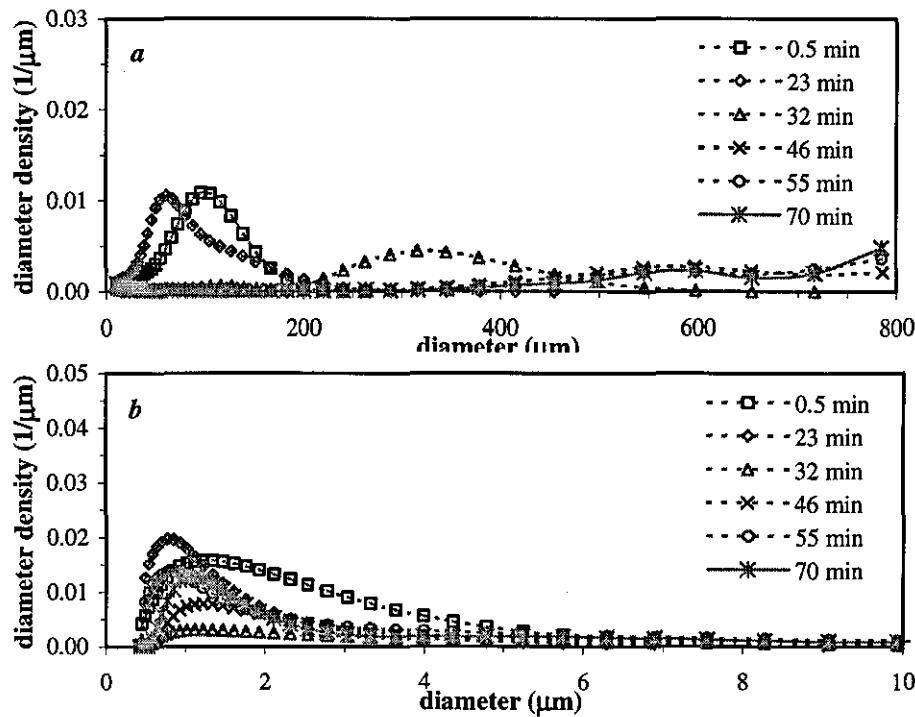 a
diameter density (1/μm)
0.03
0.02
0.01
0.00
0
200
400
600
800
diameter (μm)
0.5 min
23 min
32 min
46 min
55 min
70 min
b
diameter density (1/μm)
0.05
0.04
0.03
0.02
0.01
0.00
0
2
4
6
8
10
diameter (μm)
0.5 min
23 min
32 min
46 min
55 min
70 min